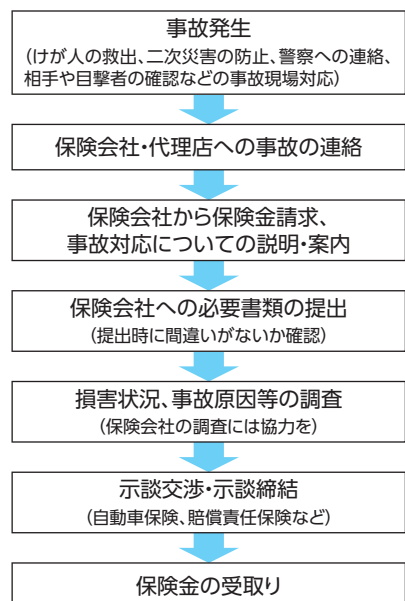 事故発生
(けが人の救出、二次災害の防止、警察への連絡、
相手や目撃者の確認などの事故現場対応)
保険会社・代理店への事故の連絡
保険会社から保険金請求、
事故対応についての説明・案内
保険会社への必要書類の提出
(提出時に間違いがないか確認)
損害状況、事故原因等の調査
(保険会社の調査には協力を)
示談交渉・示談締結
(自動車保険、賠償責任保険など)
保険金の受取り